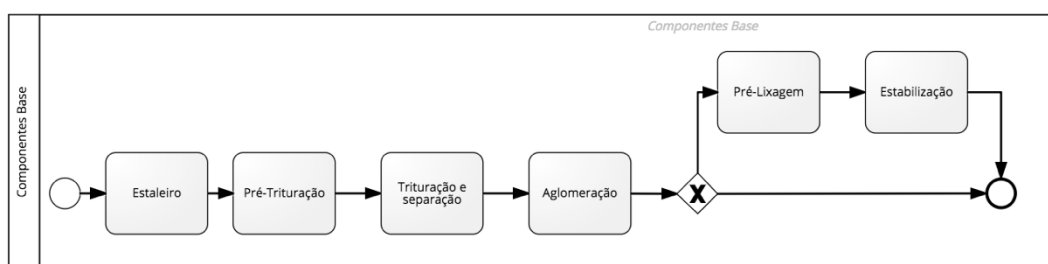 Componentes Base
Componentes Base
Pré-Lixagem
Estabilização
Estaleiro
Pré-Trituração
Trituração e
separação
Aglomeração
X